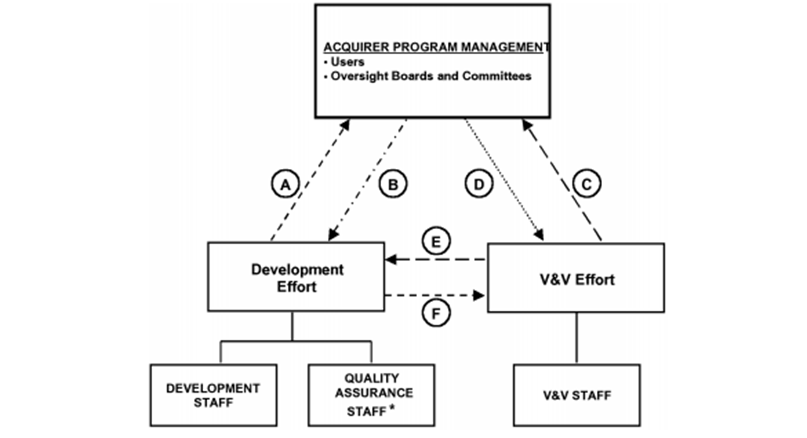 ACQUIRER PROGRAM MANAGEMENT
• Users
• Oversight Boards and Committees
A
B
D
C
E
Development
Effort
V&V Effort
F
DEVELOPMENT
STAFF
QUALITY
ASSURANCE
STAFF *
V&V STAFF